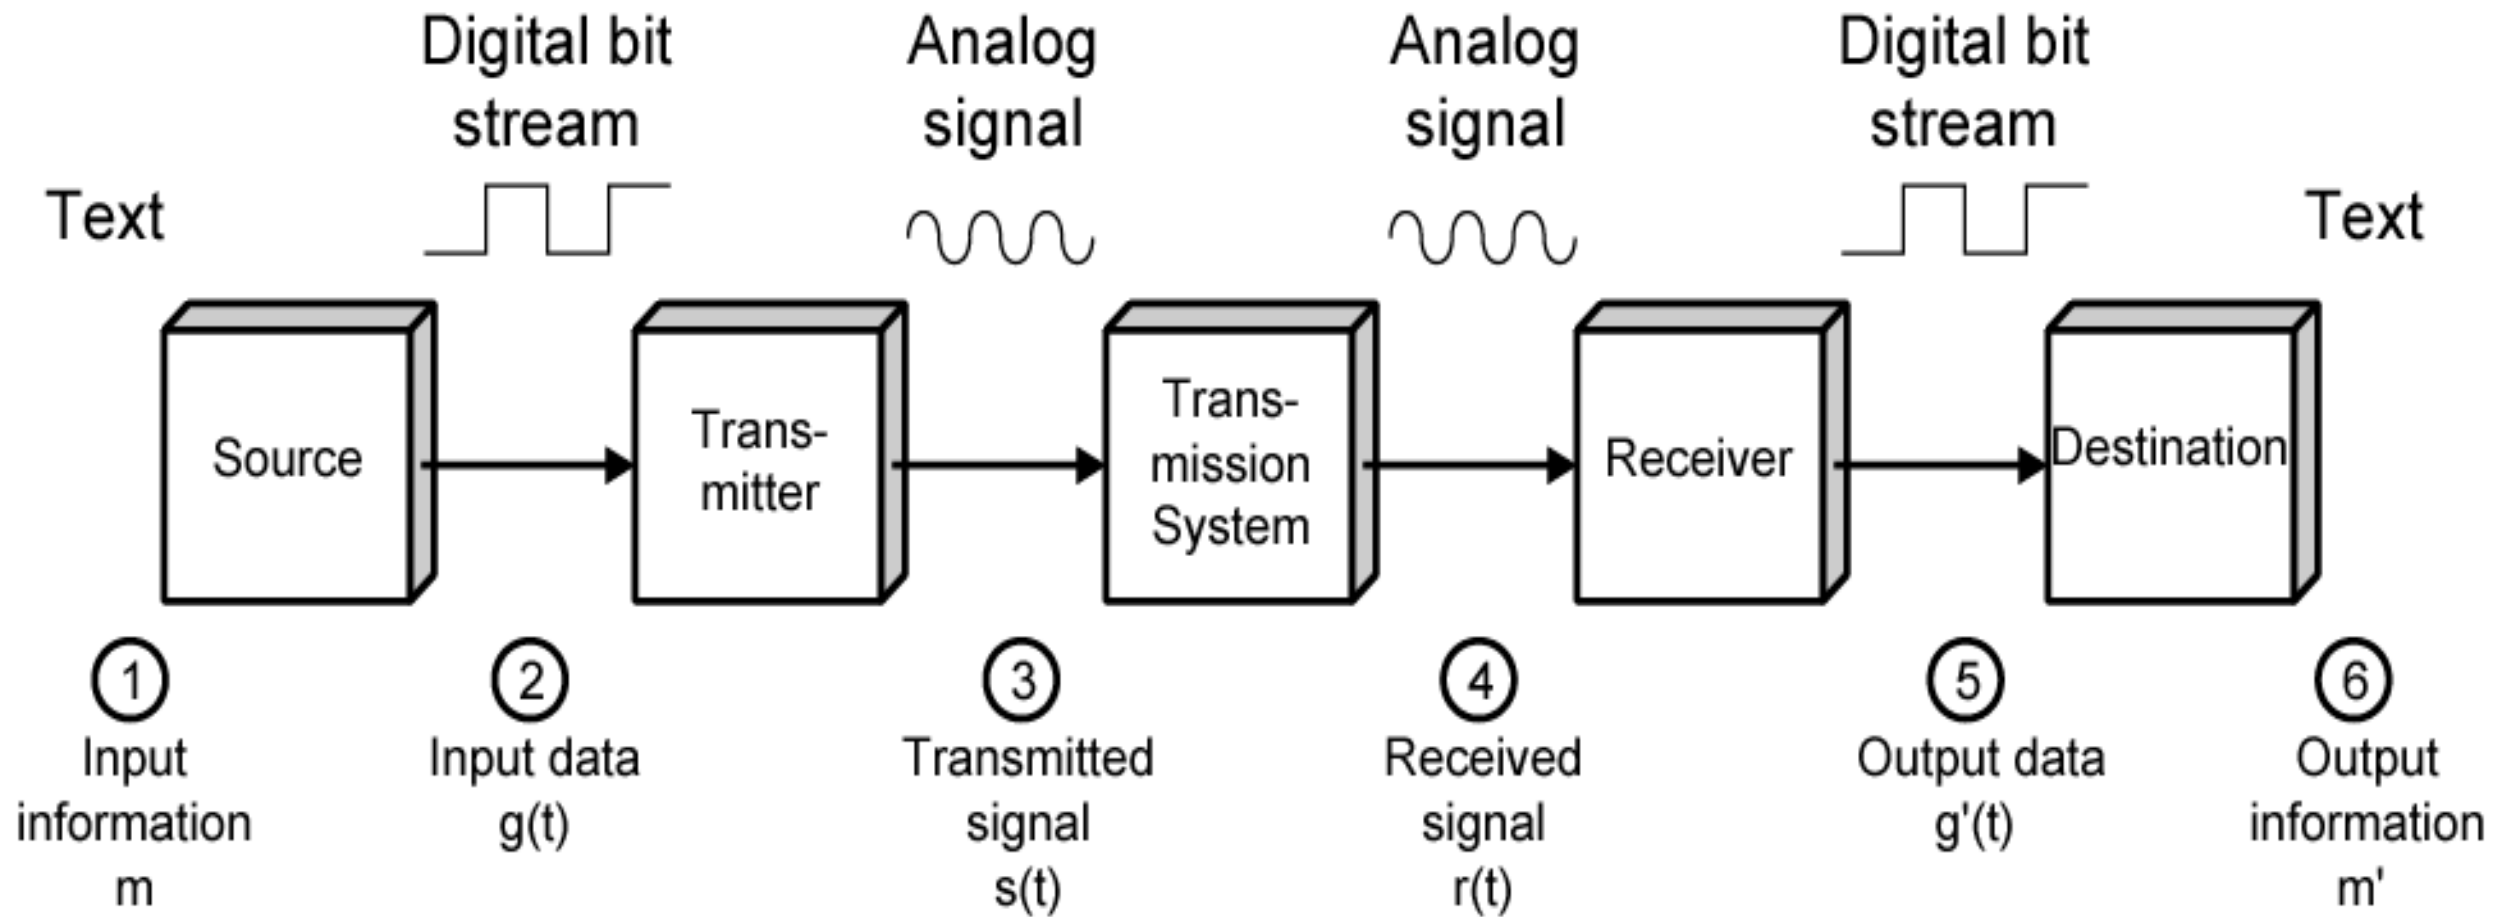 Digital bit
stream
Analog
signal
Analog
signal
Digital bit
stream
Text
Text
Source
Trans-
mitter
Trans-
mission
System
Receiver
Destination
1
Input
information
m
2
Input data
g(t)
3
Transmitted
signal
s(t)
4
Received
signal
r(t)
5
Output data
g'(t)
6
Output
information
m'